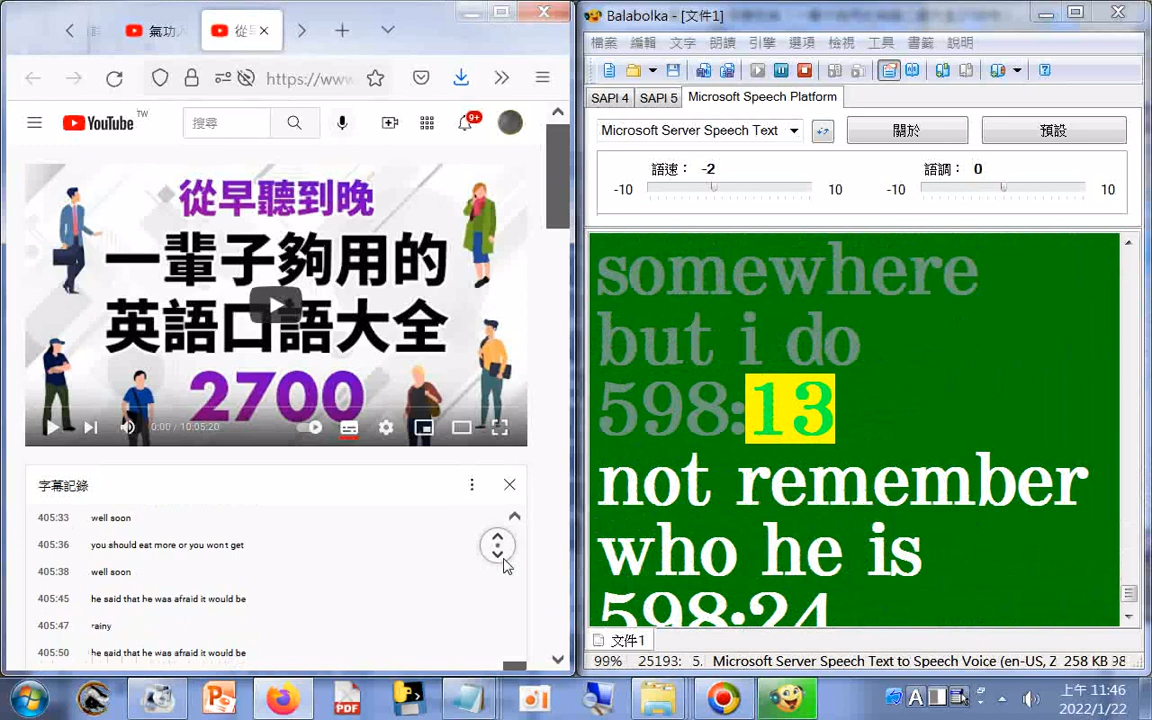 氣功
從
https://www
YouTube TW
搜尋
9+
從早聽到晚
一輩子夠用的
英語口語大全
2700
0:00 / 10:05:20
字幕記錄
405:33 well soon
405:36 you should eat more or you wont get
405:38 well soon
405:45 he said that he was afraid it would be
405:47 rainy
405:50 he said that he was afraid it would be
Balabolka - [文件1]
檔案 編輯 文字 朗讀 引擎 選項 檢視 工具 書籤 說明
SAPI 4 SAPI 5 Microsoft Speech Platform
Microsoft Server Speech Text 關於 預設
語速： -2 語調： 0
-10 10 -10 10
somewhere
but i do
598:13
not remember
who he is
598:24
文件1
99% 25193: 5. Microsoft Server Speech Text to Speech Voice (en-US, Z 258 KB 98
PDF
A
上午 11:46
2022/1/22